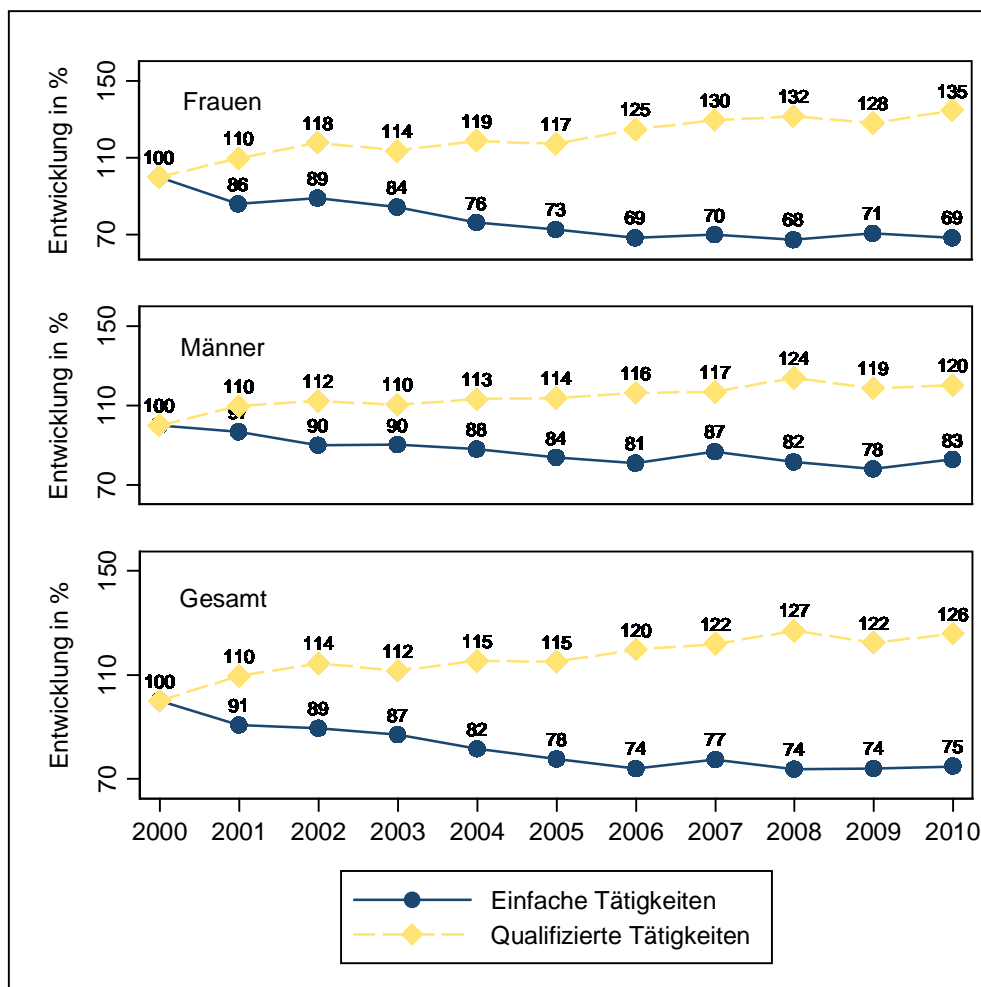 Entwicklung in %
150
110
70
Frauen
100 110 118 114 119 117 125 130 132 128 135
86 89 84 76 73 69 70 68 71 69
Entwicklung in %
150
110
70
Männer
100 110 112 110 113 114 116 117 124 119 120
90 90 88 84 81 87 82 78 83
Entwicklung in %
150
110
70
Gesamt
100 110 114 112 115 115 120 122 127 122 126
91 89 87 82 78 74 77 74 74 75
2000 2001 2002 2003 2004 2005 2006 2007 2008 2009 2010
Einfache Tätigkeiten
Qualifizierte Tätigkeiten